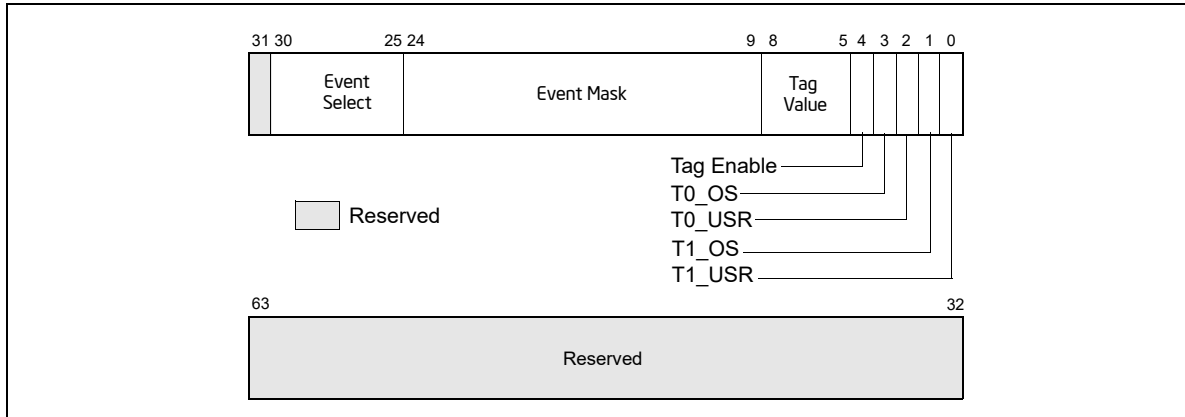 31 30 25 24 9 8 5 4 3 2 1 0
Event Select
Event Mask
Tag Value
Tag Enable
T0_OS
T0_USR
T1_OS
T1_USR
Reserved
63 32
Reserved